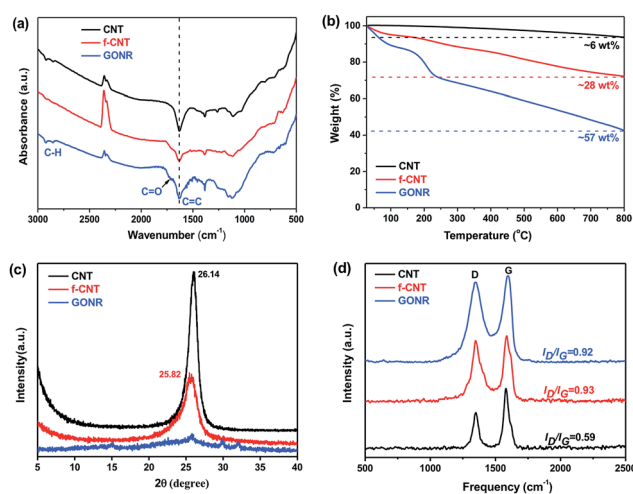 (a)
CNT
f-CNT
GONR
C-H
C=O
C=C
Absorbance (a.u.)
3000 2500 2000 1500 1000 500
Wavenumber (cm⁻¹)
(b)
100
80
60
40
20
0
Weight (%)
~6 wt%
~28 wt%
~57 wt%
CNT
f-CNT
GONR
100 200 300 400 500 600 700 800
Temperature (°C)
(c)
CNT
f-CNT
GONR
26.14
25.82
Intensity(a.u.)
5 10 15 20 25 30 35 40
2θ (degree)
(d)
CNT
f-CNT
GONR
D G
I_D/I_G=0.92
I_D/I_G=0.93
I_D/I_G=0.59
Intensity (a.u.)
500 1000 1500 2000 2500
Frequency (cm⁻¹)